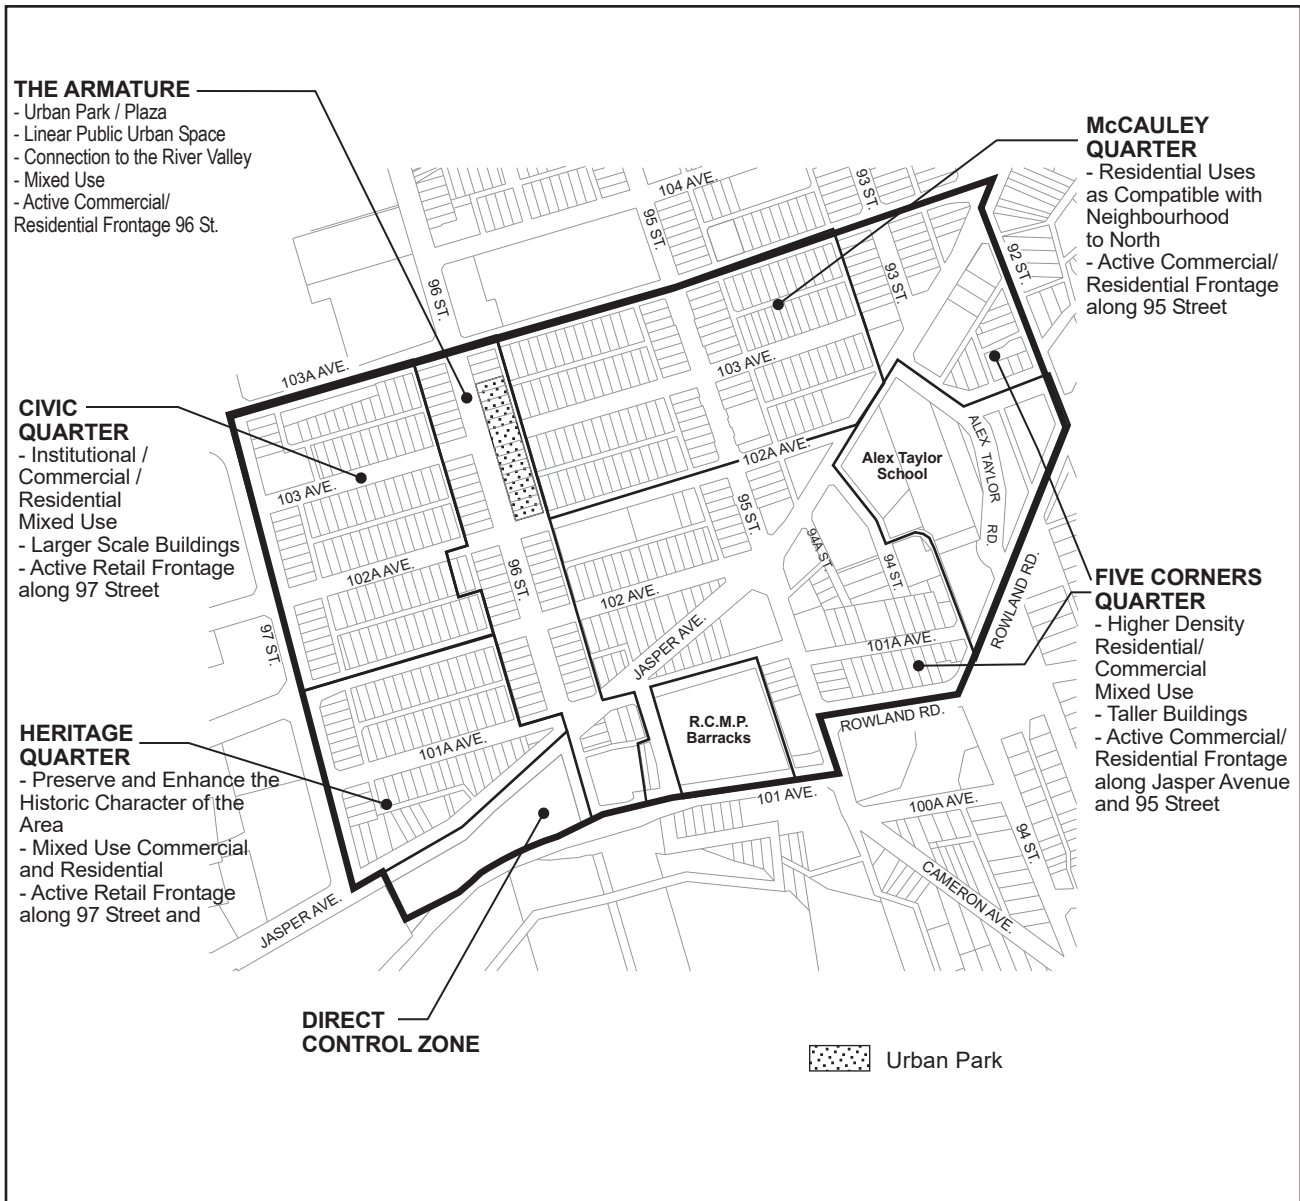 THE ARMATURE
- Urban Park / Plaza
- Linear Public Urban Space
- Connection to the River Valley
- Mixed Use
- Active Commercial/
Residential Frontage 96 St.
McCAULEY
QUARTER
- Residential Uses
as Compatible with
Neighbourhood
to North
- Active Commercial/
Residential Frontage
along 95 Street
CIVIC
QUARTER
- Institutional /
Commercial /
Residential
Mixed Use
- Larger Scale Buildings
- Active Retail Frontage
along 97 Street
FIVE CORNERS
QUARTER
- Higher Density
Residential/
Commercial
Mixed Use
- Taller Buildings
- Active Commercial/
Residential Frontage
along Jasper Avenue
and 95 Street
HERITAGE
QUARTER
- Preserve and Enhance the
Historic Character of the
Area
- Mixed Use Commercial
and Residential
- Active Retail Frontage
along 97 Street and
DIRECT
CONTROL ZONE
Urban Park
104 AVE.
93 ST.
95 ST.
92 ST.
96 ST.
93 ST.
103A AVE.
103 AVE.
ALEX TAYLOR RD.
Alex Taylor
School
102A AVE.
103 AVE.
95 ST.
94A ST.
94 ST.
96 ST.
102A AVE.
102 AVE.
ROWLAND RD.
97 ST.
JASPER AVE.
101A AVE.
R.C.M.P.
Barracks
ROWLAND RD.
101A AVE.
101 AVE.
100A AVE.
94 ST.
CAMERON AVE.
JASPER AVE.